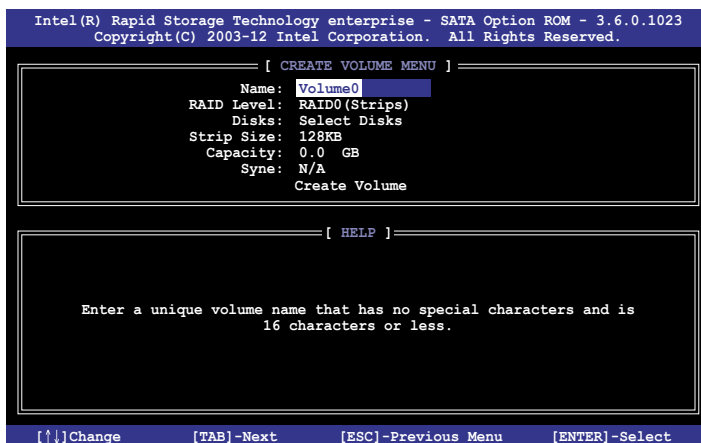 Intel(R) Rapid Storage Technology enterprise - SATA Option ROM - 3.6.0.1023
Copyright(C) 2003-12 Intel Corporation. All Rights Reserved.
[ CREATE VOLUME MENU ]
Name: Volume0
RAID Level: RAID0(Strips)
Disks: Select Disks
Strip Size: 128KB
Capacity: 0.0 GB
Syne: N/A
Create Volume
[ HELP ]
Enter a unique volume name that has no special characters and is
16 characters or less.
[↑↓]Change [TAB]-Next [ESC]-Previous Menu [ENTER]-Select